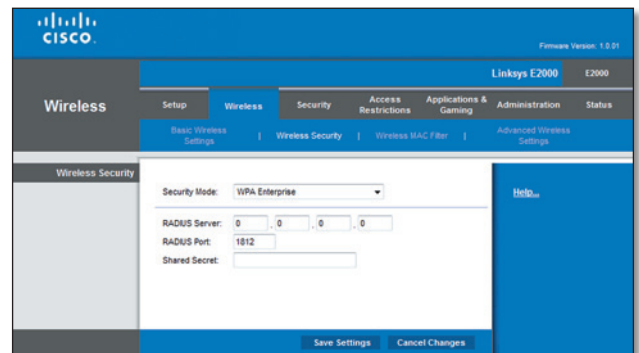 CISCO.
Firmware Version: 1.0.01
Linksys E2000 E2000
Wireless
Setup Wireless Security Access Restrictions Applications & Gaming Administration Status
Basic Wireless Settings | Wireless Security | Wireless MAC Filter | Advanced Wireless Settings
Wireless Security
Security Mode: WPA Enterprise
Help...
RADIUS Server: 0 . 0 . 0 . 0
RADIUS Port: 1812
Shared Secret:
Save Settings Cancel Changes